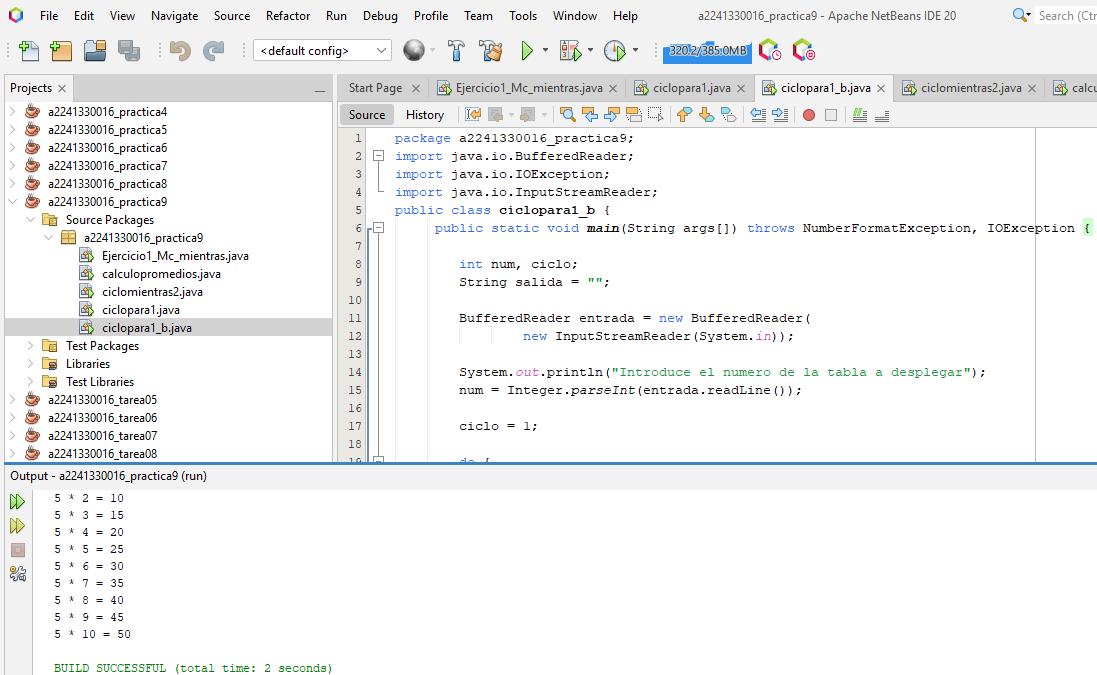 File Edit View Navigate Source Refactor Run Debug Profile Team Tools Window Help a2241330016_practica9 - Apache NetBeans IDE 20 Search (Ctr
<default config> 320.2/385.0MB
Projects
a2241330016_practica4
a2241330016_practica5
a2241330016_practica6
a2241330016_practica7
a2241330016_practica8
a2241330016_practica9
Source Packages
a2241330016_practica9
Ejercicio1_Mc_mientras.java
calculopromedios.java
ciclomientras2.java
ciclopara1.java
ciclopara1_b.java
Test Packages
Libraries
Test Libraries
a2241330016_tarea05
a2241330016_tarea06
a2241330016_tarea07
a2241330016_tarea08
Start Page Ejercicio1_Mc_mientras.java ciclopara1.java ciclopara1_b.java ciclomientras2.java calcu
Source History
1 package a2241330016_practica9;
2 import java.io.BufferedReader;
3 import java.io.IOException;
4 import java.io.InputStreamReader;
5 public class ciclopara1_b {
6 public static void main(String args[]) throws NumberFormatException, IOException {
7
8 int num, ciclo;
9 String salida = "";
10
11 BufferedReader entrada = new BufferedReader(
12 new InputStreamReader(System.in));
13
14 System.out.println("Introduce el numero de la tabla a desplegar");
15 num = Integer.parseInt(entrada.readLine());
16
17 ciclo = 1;
18
19 do {
Output - a2241330016_practica9 (run)
5 * 2 = 10
5 * 3 = 15
5 * 4 = 20
5 * 5 = 25
5 * 6 = 30
5 * 7 = 35
5 * 8 = 40
5 * 9 = 45
5 * 10 = 50
BUILD SUCCESSFUL (total time: 2 seconds)